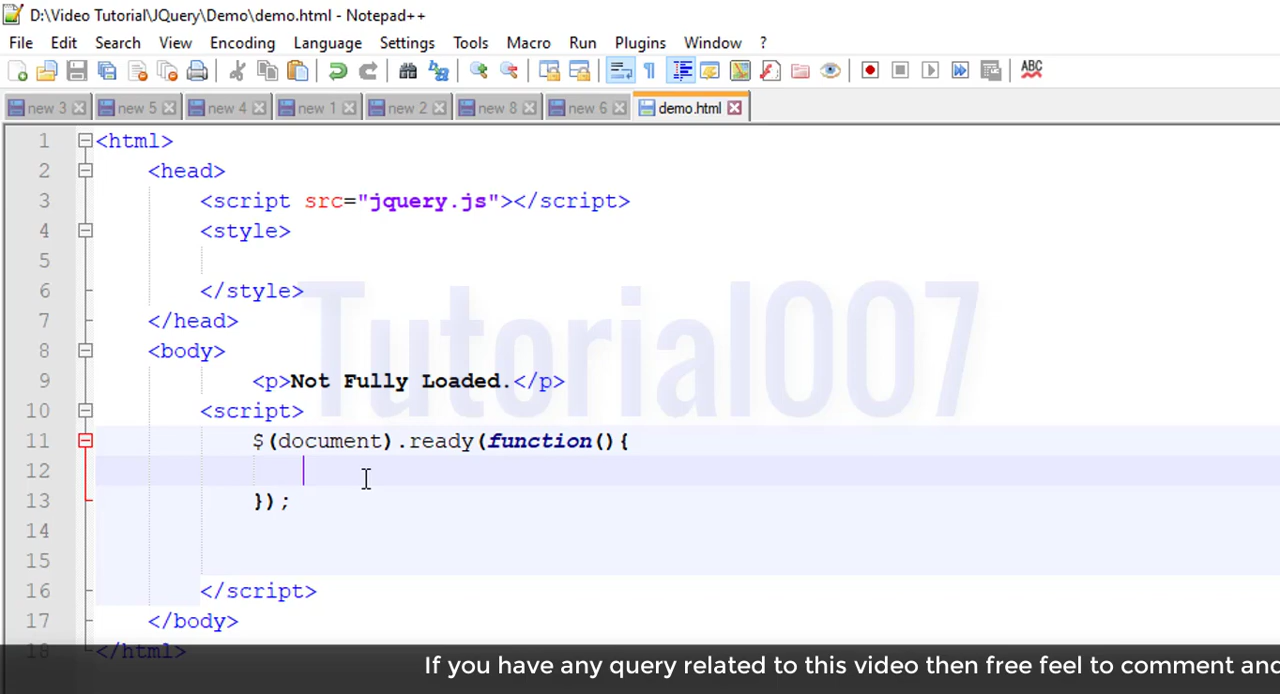 D:\Video Tutorial\JQuery\Demo\demo.html - Notepad++
File Edit Search View Encoding Language Settings Tools Macro Run Plugins Window ?
ABC
new 3 new 5 new 4 new 1 new 2 new 8 new 6 demo.html
1 <html>
2 <head>
3 <script src="jquery.js"></script>
4 <style>
5
6 </style>
7 </head>
8 <body>
9 <p>Not Fully Loaded.</p>
10 <script>
11 $(document).ready(function(){
12
13 });
14
15
16 </script>
17 </body>
18 </html>
Tutorial007
If you have any query related to this video then free feel to comment and